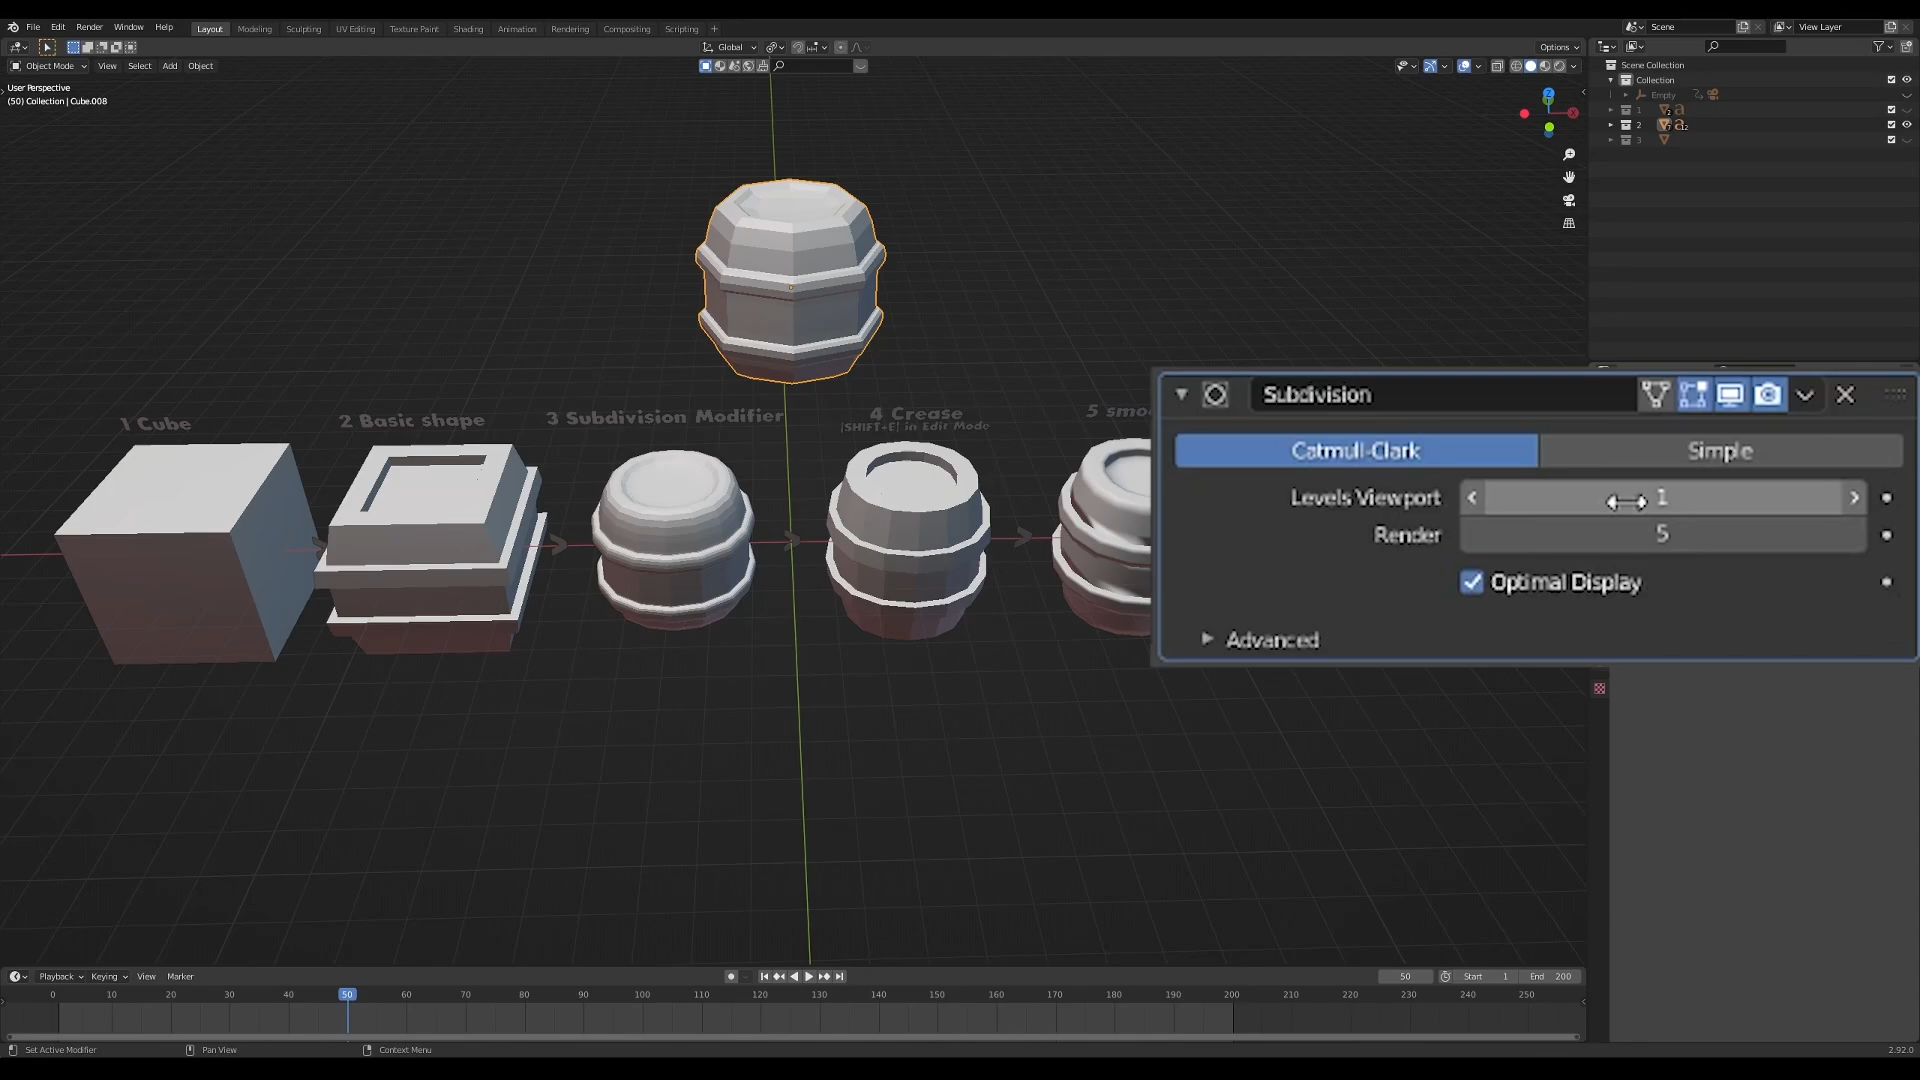 File Edit Render Window Help Layout Modeling Sculpting UV Editing Texture Paint Shading Animation Rendering Compositing Scripting + Scene View Layer
Global Options
Object Mode View Select Add Object
User Perspective
(50) Collection | Cube.008
Scene Collection
Collection
Empty
1 2
2 7 12
3
Z
X
1 Cube
2 Basic shape
3 Subdivision Modifier
4 Crease
[SHIFT+E] in Edit Mode
5 smo
Subdivision
Catmull-Clark Simple
Levels Viewport 1
Render 5
Optimal Display
Advanced
Playback Keying View Marker 50 Start 1 End 200
0 10 20 30 40 50 60 70 80 90 100 110 120 130 140 150 160 170 180 190 200 210 220 230 240 250
Set Active Modifier Pan View Context Menu 2.92.0